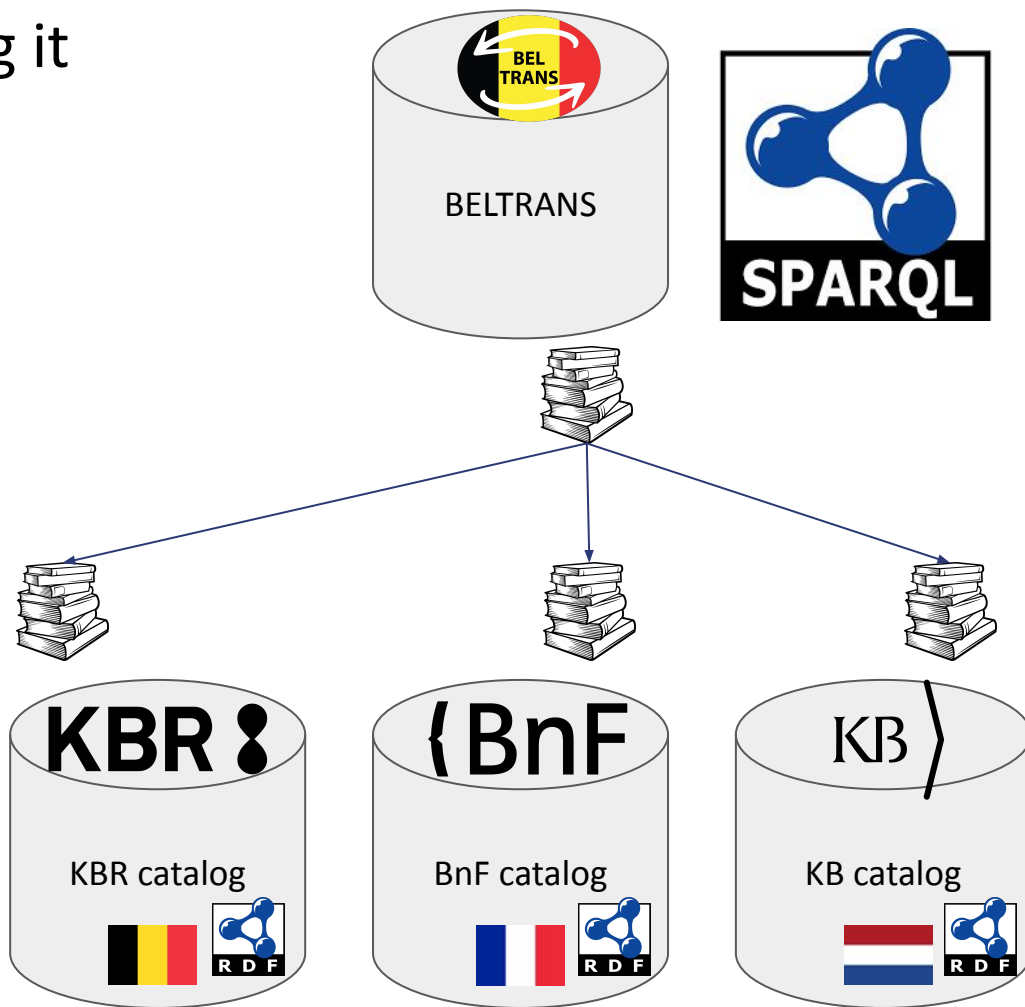 g it
BEL
TRANS
BELTRANS
SPARQL
KBR
{BnF
KB
KBR catalog
BnF catalog
KB catalog
RDF
RDF
RDF